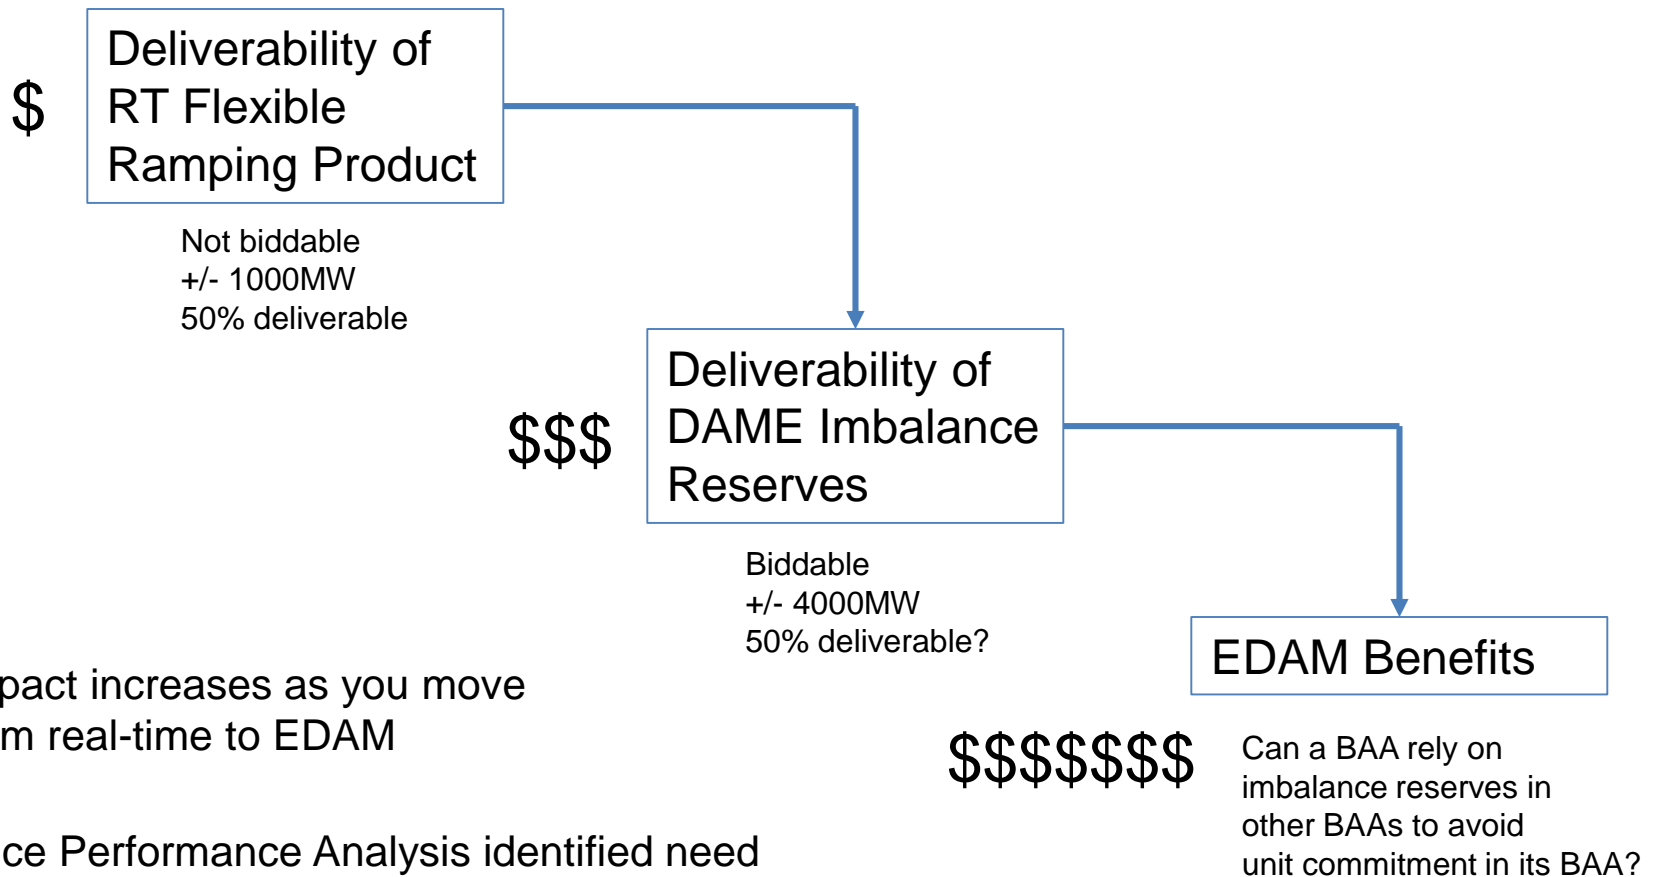 $
Deliverability of
RT Flexible
Ramping Product
Not biddable
+/- 1000MW
50% deliverable
$$$
Deliverability of
DAME Imbalance
Reserves
Biddable
+/- 4000MW
50% deliverable?
EDAM Benefits
$$$$$$$
Can a BAA rely on
imbalance reserves in
other BAAs to avoid
unit commitment in its BAA?
pact increases as you move
m real-time to EDAM
ce Performance Analysis identified need